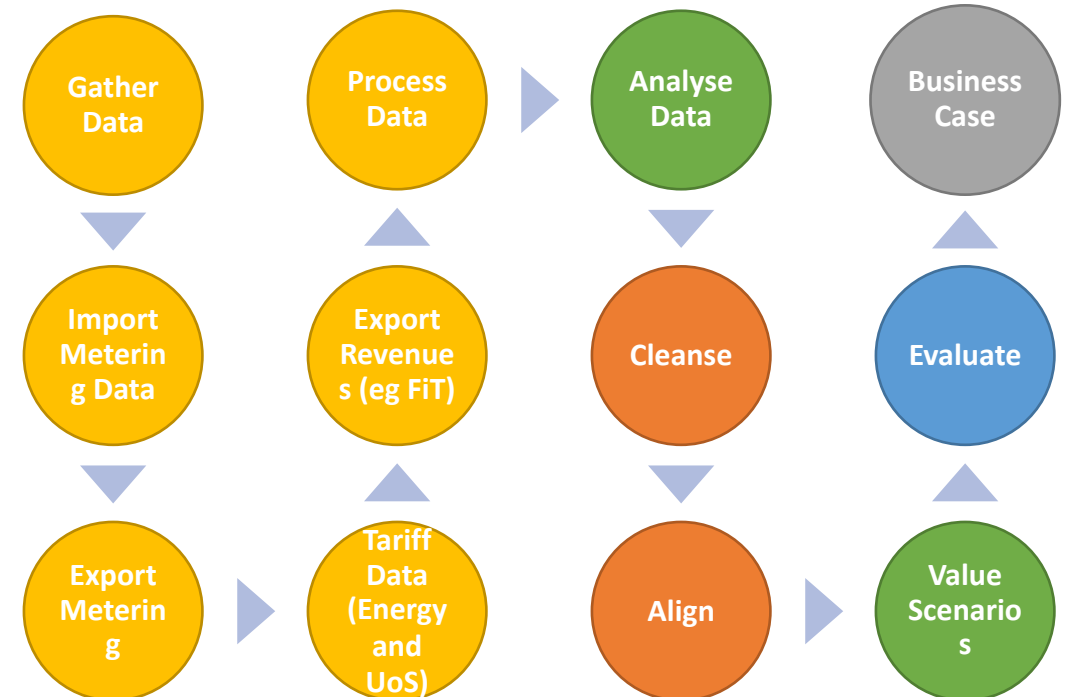 Gather
Data
Import
Meterin
g Data
Export
Meterin
g
Tariff
Data
(Energy
and
UoS)
Export
Revenue
s (eg FiT)
Process
Data
Analyse
Data
Cleanse
Align
Value
Scenario
s
Evaluate
Business
Case